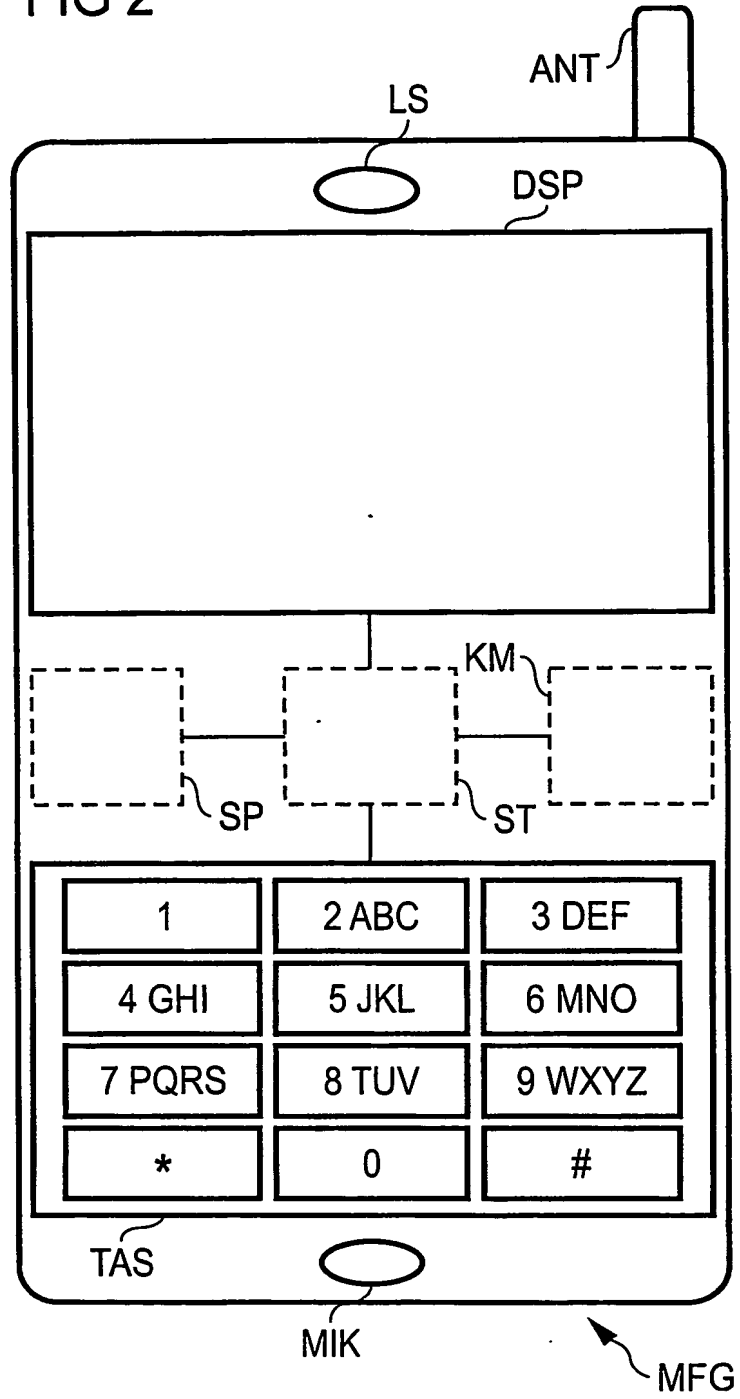 FIG 2
ANT
LS
DSP
KM
SP
ST
1 2 ABC 3 DEF
4 GHI 5 JKL 6 MNO
7 PQRS 8 TUV 9 WXYZ
* 0 #
TAS
MIK
MFG